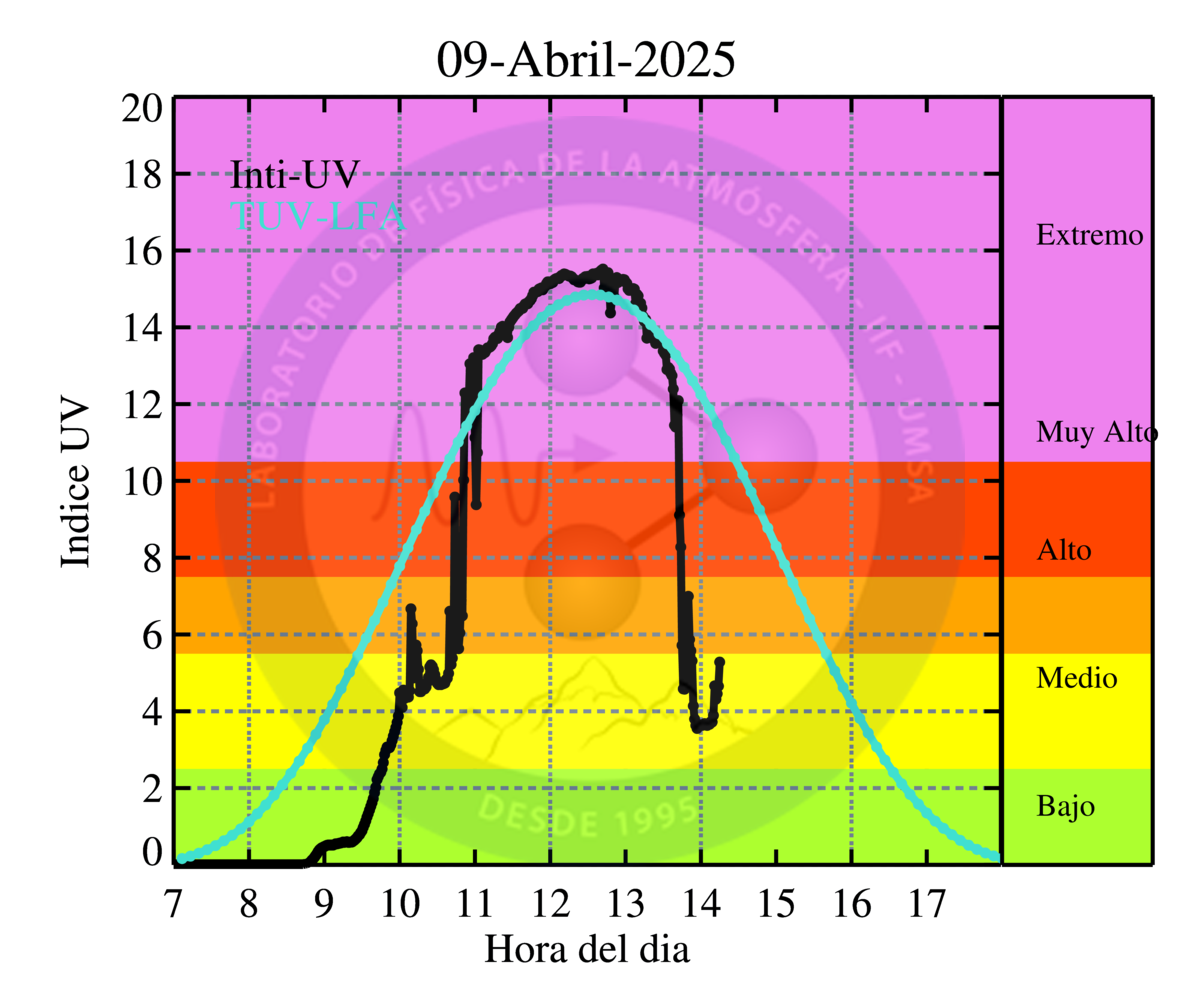 09-Abril-2025
20
18
16
14
12
10
8
6
4
2
0
Indice UV
Inti-UV
TUV-LFA
LABORATORIO DE FÍSICA DE LA ATMÓSFERA - IIF - UMSA
DESDE 1995
Extremo
Muy Alto
Alto
Medio
Bajo
7 8 9 10 11 12 13 14 15 16 17
Hora del dia